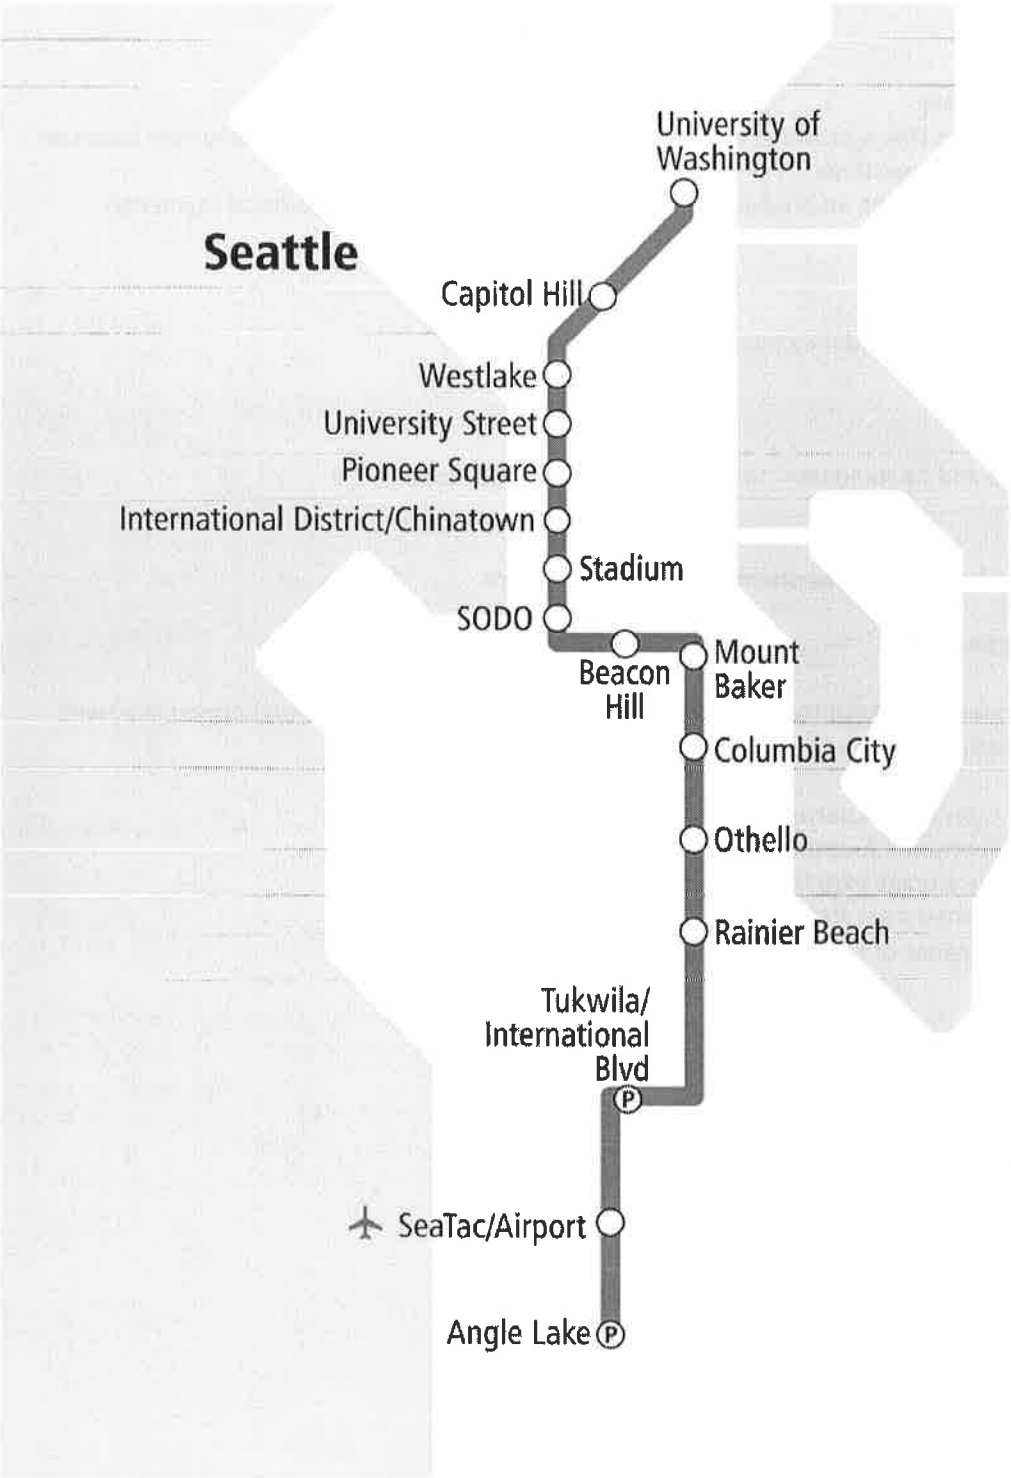 University of
Washington
Seattle
Capitol Hill
Westlake
University Street
Pioneer Square
International District/Chinatown
Stadium
SODO
Beacon
Hill
Mount
Baker
Columbia City
Othello
Rainier Beach
Tukwila/
International
Blvd
P
SeaTac/Airport
Angle Lake P